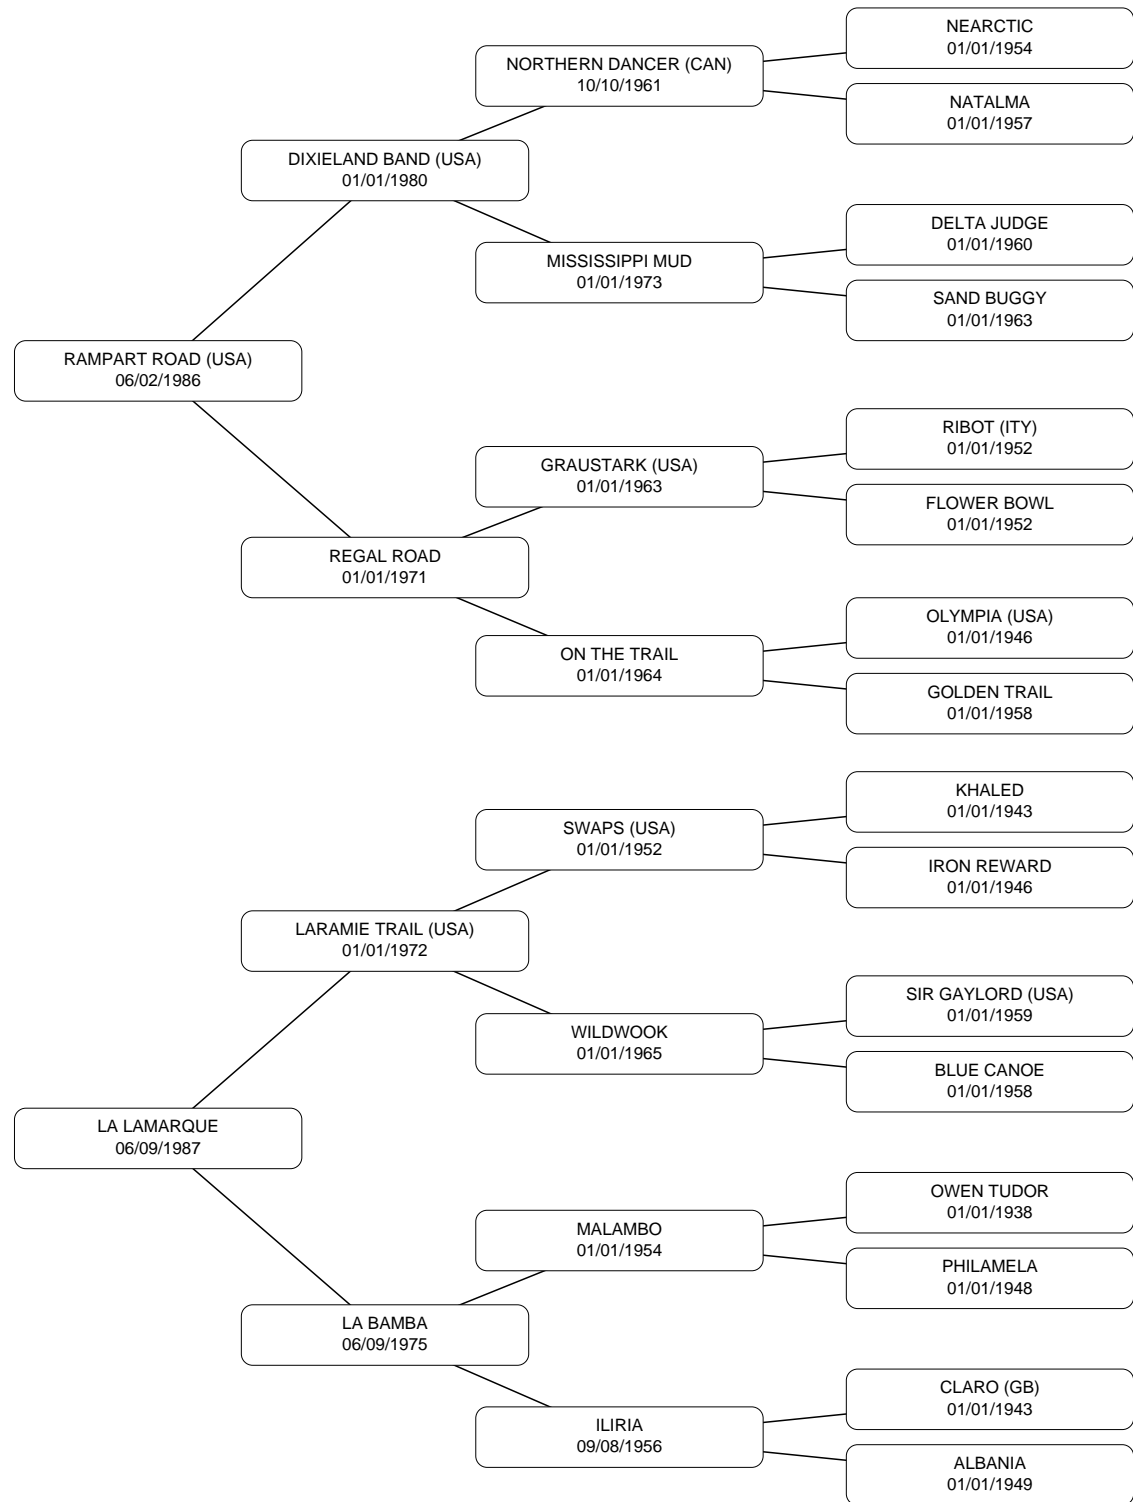 NEARCTIC
01/01/1954
NORTHERN DANCER (CAN)
10/10/1961
NATALMA
01/01/1957
DIXIELAND BAND (USA)
01/01/1980
DELTA JUDGE
01/01/1960
MISSISSIPPI MUD
01/01/1973
SAND BUGGY
01/01/1963
RAMPART ROAD (USA)
06/02/1986
RIBOT (ITY)
01/01/1952
GRAUSTARK (USA)
01/01/1963
FLOWER BOWL
01/01/1952
REGAL ROAD
01/01/1971
OLYMPIA (USA)
01/01/1946
ON THE TRAIL
01/01/1964
GOLDEN TRAIL
01/01/1958
KHALED
01/01/1943
SWAPS (USA)
01/01/1952
IRON REWARD
01/01/1946
LARAMIE TRAIL (USA)
01/01/1972
SIR GAYLORD (USA)
01/01/1959
WILDWOOK
01/01/1965
BLUE CANOE
01/01/1958
LA LAMARQUE
06/09/1987
OWEN TUDOR
01/01/1938
MALAMBO
01/01/1954
PHILAMELA
01/01/1948
LA BAMBA
06/09/1975
CLARO (GB)
01/01/1943
ILIRIA
09/08/1956
ALBANIA
01/01/1949